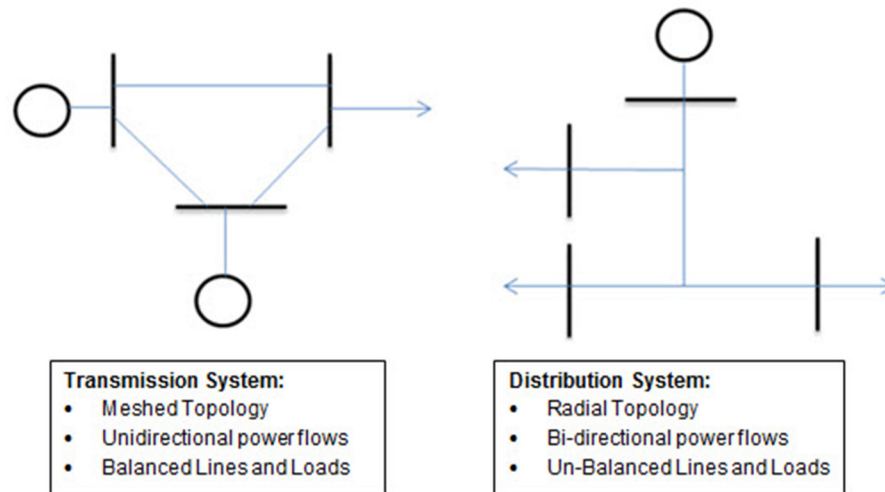 Transmission System:
• Meshed Topology
• Unidirectional power flows
• Balanced Lines and Loads
Distribution System:
• Radial Topology
• Bi-directional power flows
• Un-Balanced Lines and Loads